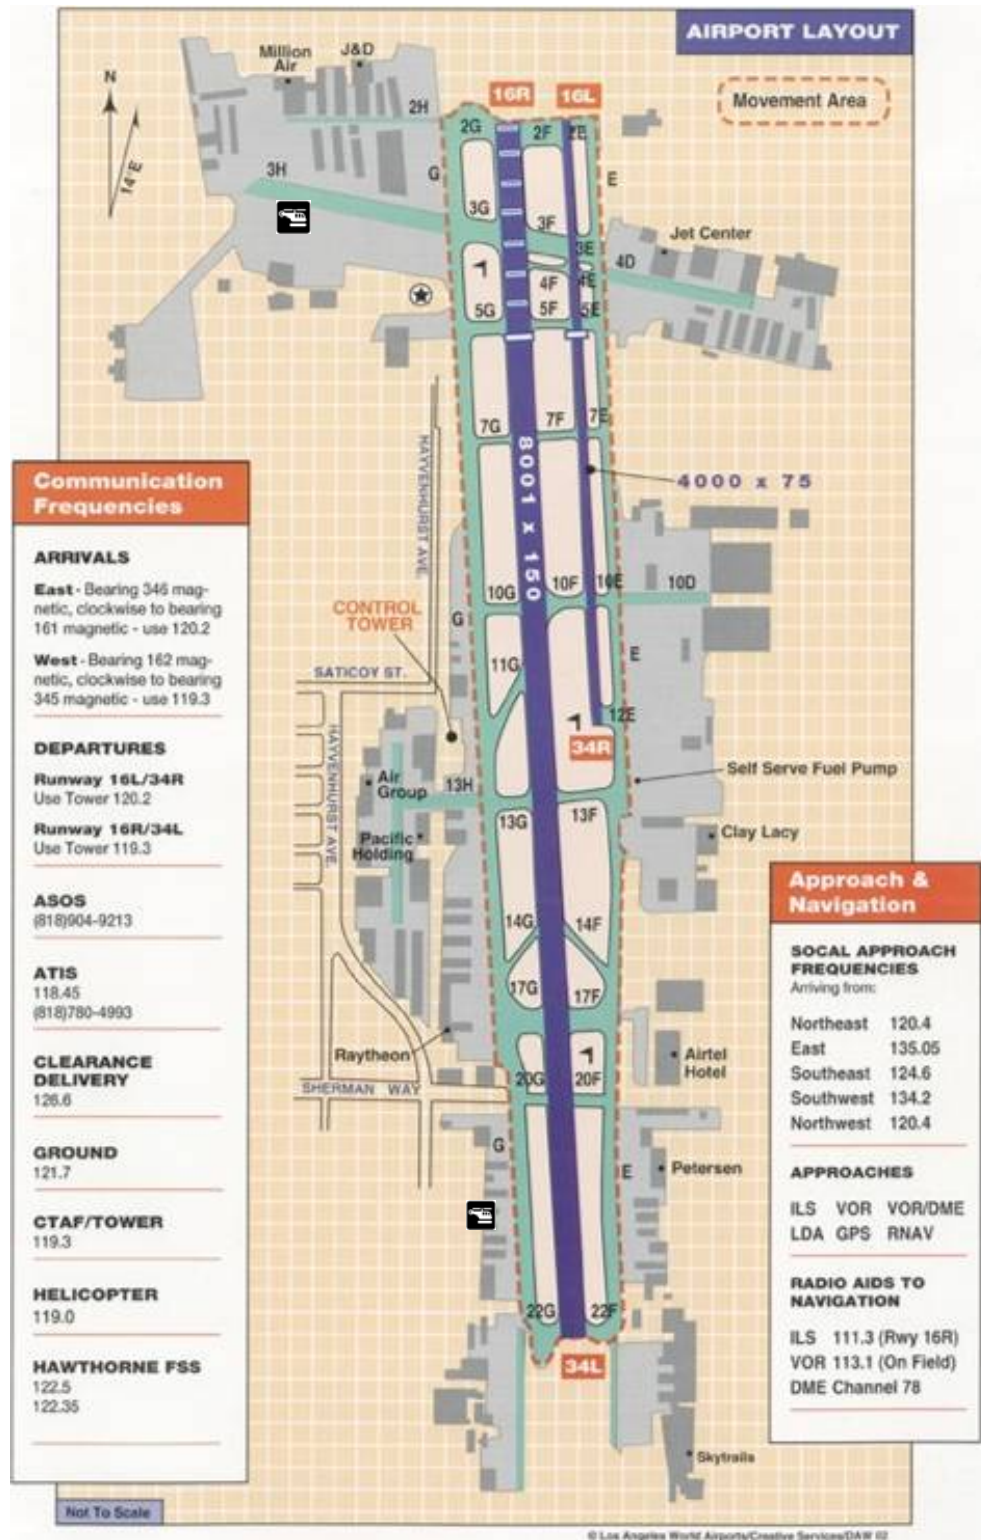 AIRPORT LAYOUT
Million
Air
J&D
N
14°E
2H
3H
G
16R
16L
Movement Area
2G
2F
2E
E
3G
3F
3E
Jet Center
4D
4F
4E
5G
5F
5E
7G
7F
7E
HAYVENHURST AVE.
8001 x 150
4000 x 75
10G
10F
10E
10D
CONTROL
TOWER
G
E
11G
SATICOY ST.
HAYVENHURST AVE.
12E
34R
Self Serve Fuel Pump
Air
Group
13H
13G
13F
Clay Lacy
Pacific
Holding
14G
14F
17G
17F
Raytheon
20G
20F
Airtel
Hotel
SHERMAN WAY
G
E
Petersen
22G
22F
34L
Skytrails
Communication
Frequencies
ARRIVALS
East - Bearing 346 mag-
netic, clockwise to bearing
161 magnetic - use 120.2
West - Bearing 162 mag-
netic, clockwise to bearing
345 magnetic - use 119.3
DEPARTURES
Runway 16L/34R
Use Tower 120.2
Runway 16R/34L
Use Tower 119.3
ASOS
(818)904-9213
ATIS
118.45
(818)780-4993
CLEARANCE
DELIVERY
126.6
GROUND
121.7
CTAF/TOWER
119.3
HELICOPTER
119.0
HAWTHORNE FSS
122.5
122.35
Approach &
Navigation
SOCAL APPROACH
FREQUENCIES
Arriving from:
Northeast 120.4
East 135.05
Southeast 124.6
Southwest 134.2
Northwest 120.4
APPROACHES
ILS VOR VOR/DME
LDA GPS RNAV
RADIO AIDS TO
NAVIGATION
ILS 111.3 (Rwy 16R)
VOR 113.1 (On Field)
DME Channel 78
Not To Scale
© Los Angeles World Airports/Creative Services/DAW 02